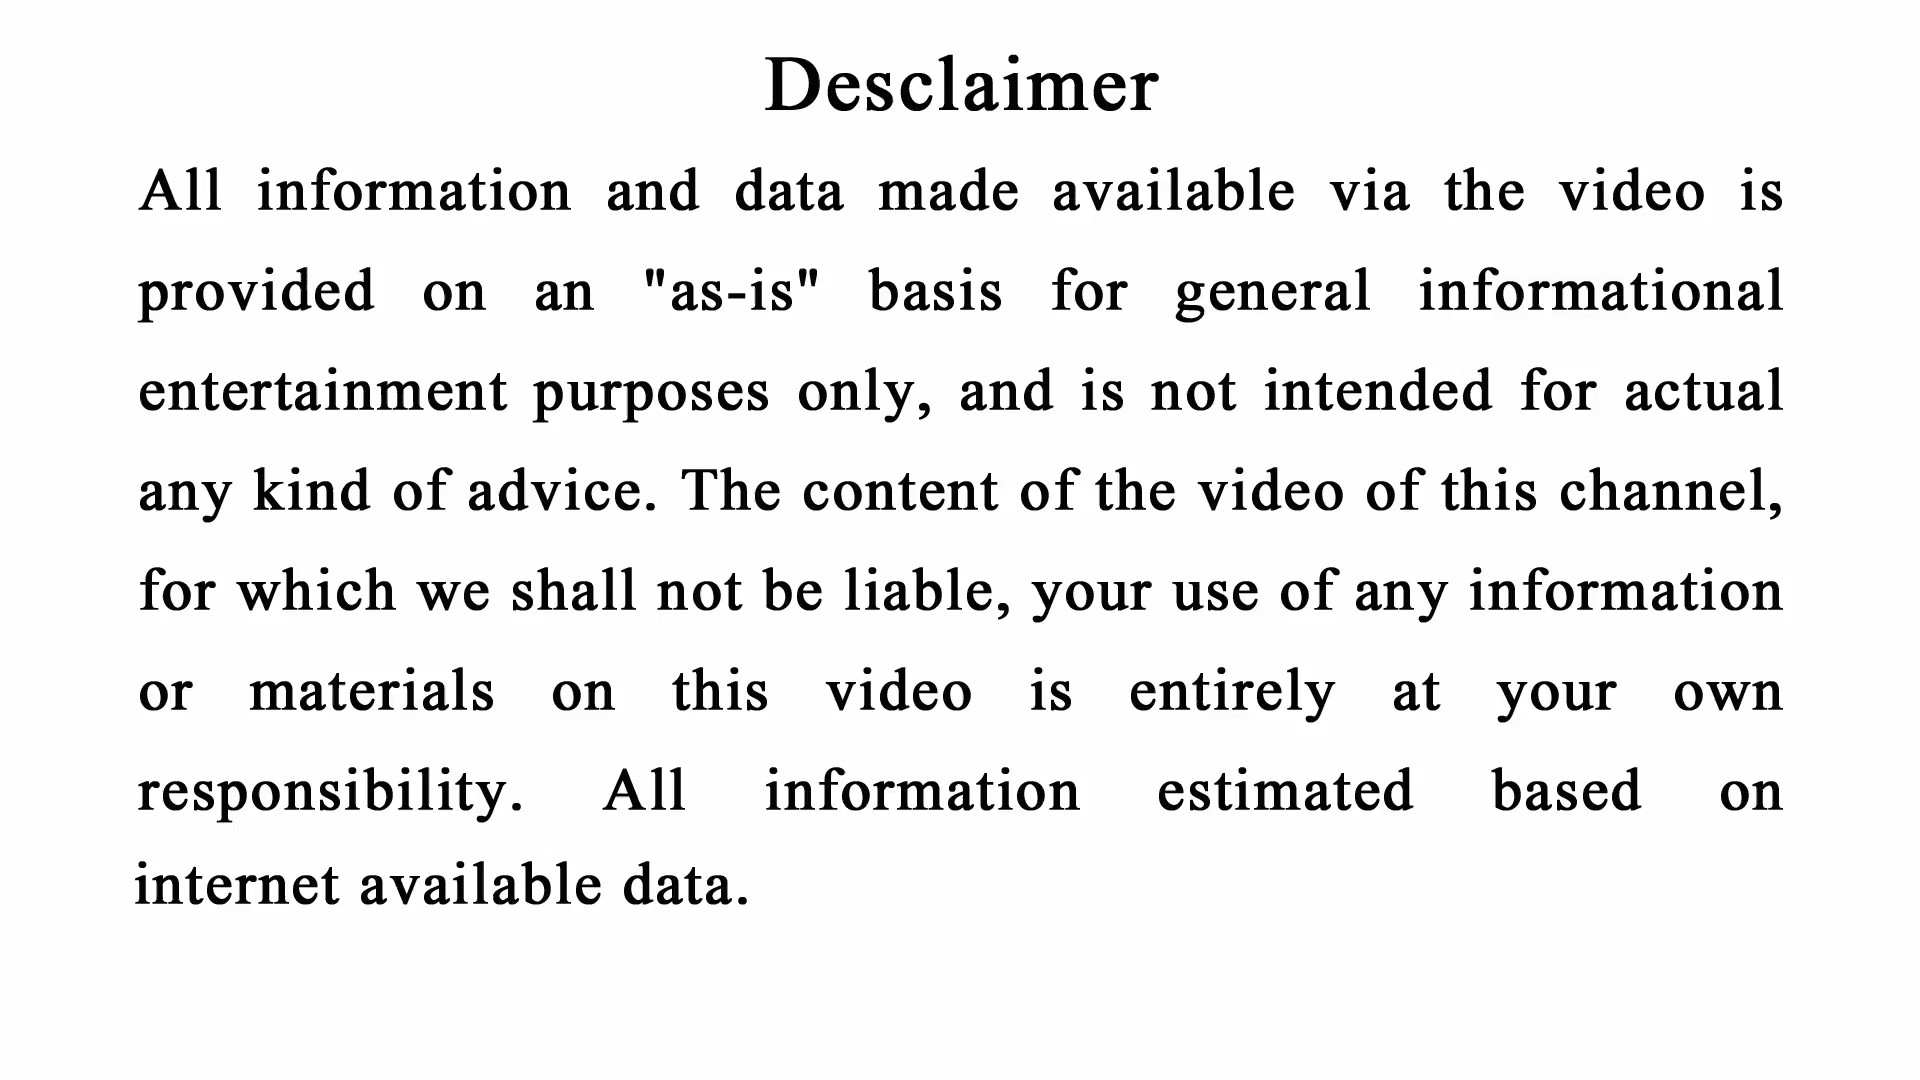 Desclaimer
All information and data made available via the video is
provided on an "as-is" basis for general informational
entertainment purposes only, and is not intended for actual
any kind of advice. The content of the video of this channel,
for which we shall not be liable, your use of any information
or materials on this video is entirely at your own
responsibility. All information estimated based on
internet available data.